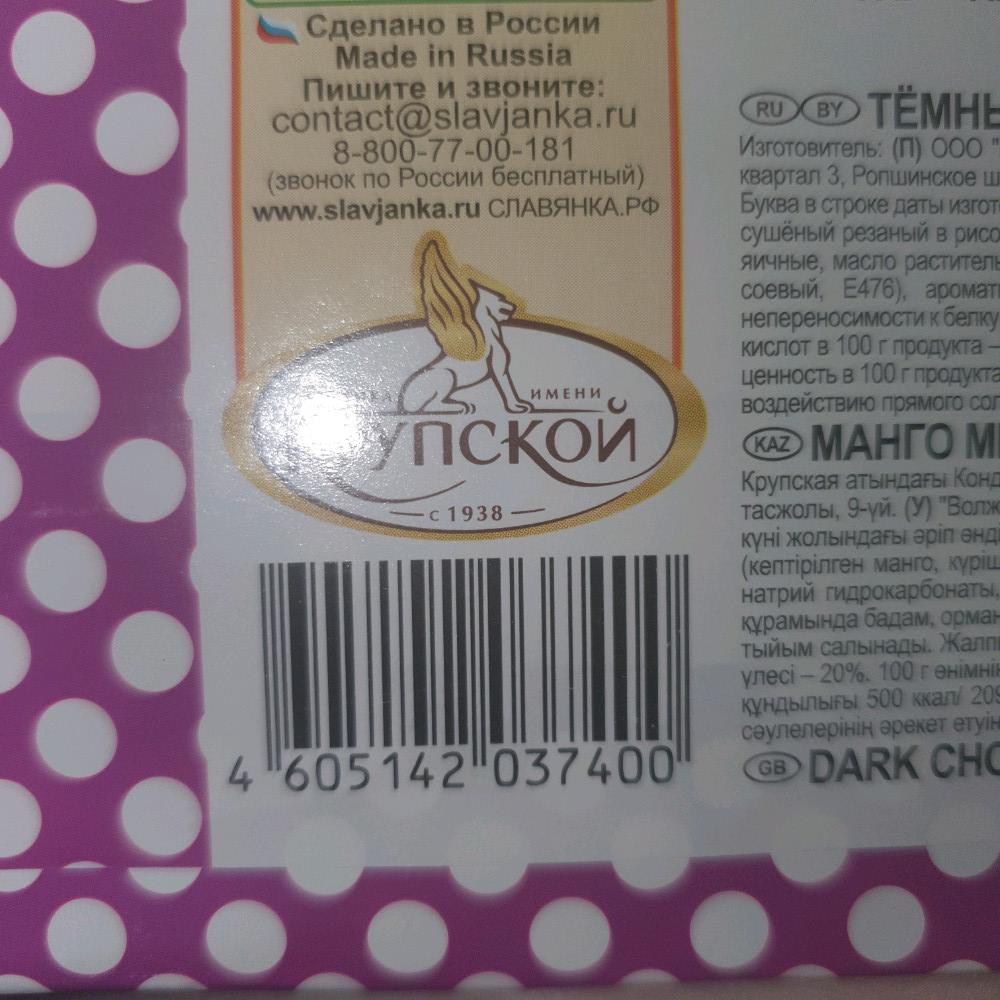 Сделано в России
Made in Russia
Пишите и звоните:
contact@slavjanka.ru
8-800-77-00-181
(звонок по России бесплатный)
www.slavjanka.ru СЛАВЯНКА.РФ
ИМЕНИ
УПСКОЙ
с 1938
4 605142 037400
RU BY ТЁМНЫ
Изготовитель: (П) ООО "
квартал 3, Ропшинское ш
Буква в строке даты изгот
сушёный резаный в рисо
яичные, масло раститель
соевый, Е476), аромат
непереносимости к белку
кислот в 100 г продукта –
ценность в 100 г продукта
воздействию прямого сол
KAZ МАНГО М
Крупская атындағы Конд
тасжолы, 9-үй. (У) "Волж
күні жолындағы әріп өнд
(кептірілген манго, күріш
натрий гидрокарбонаты,
құрамында бадам, орман
тыйым салынады. Жалп
үлесі – 20%. 100 г өнімні
құндылығы 500 ккал/ 209
сәулелерінің әрекет етуін
GB DARK CHO